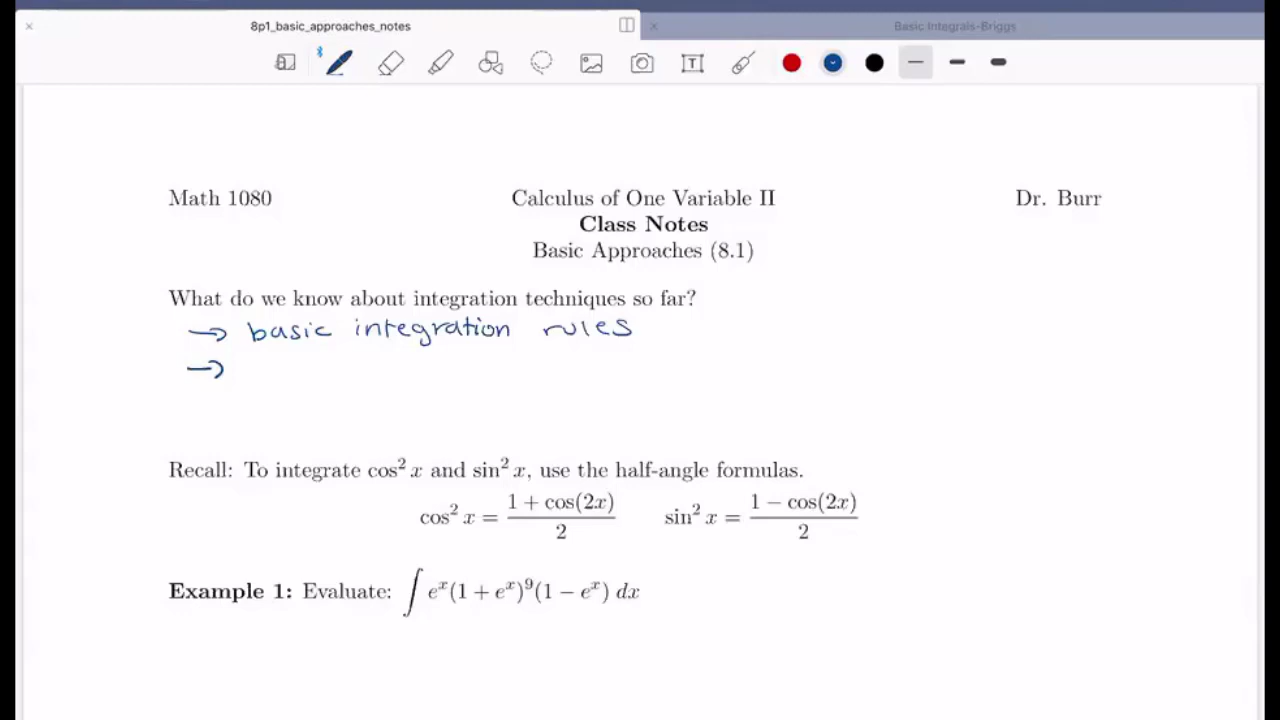 8p1_basic_approaches_notes
Basic Integrals-Briggs
T
Math 1080 Calculus of One Variable II Dr. Burr
Class Notes
Basic Approaches (8.1)
What do we know about integration techniques so far?
→ basic integration rules
→
Recall: To integrate cos² x and sin² x, use the half-angle formulas.
cos² x = (1 + cos(2x))/2 sin² x = (1 − cos(2x))/2
Example 1: Evaluate: ∫ eˣ(1 + eˣ)⁹(1 − eˣ) dx